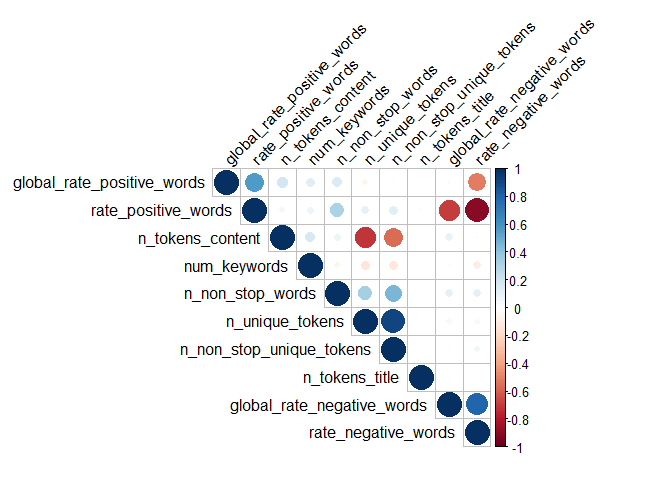 global_rate_positive_words
rate_positive_words
n_tokens_content
num_keywords
n_non_stop_words
n_unique_tokens
n_non_stop_unique_tokens
n_tokens_title
global_rate_negative_words
rate_negative_words
global_rate_positive_words
rate_positive_words
n_tokens_content
num_keywords
n_non_stop_words
n_unique_tokens
n_non_stop_unique_tokens
n_tokens_title
global_rate_negative_words
rate_negative_words
1
0.8
0.6
0.4
0.2
0
-0.2
-0.4
-0.6
-0.8
-1